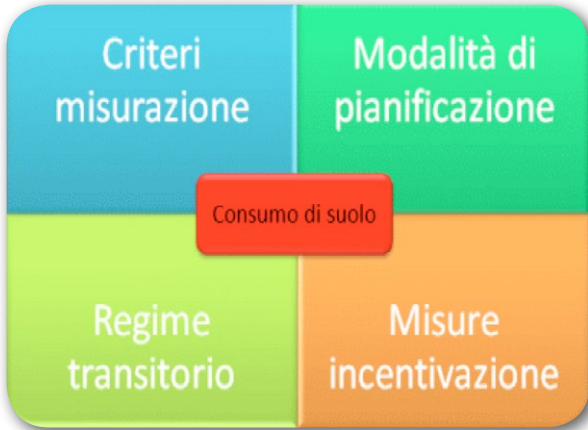 Criteri
misurazione
Modalità di
pianificazione
Consumo di suolo
Regime
transitorio
Misure
incentivazione